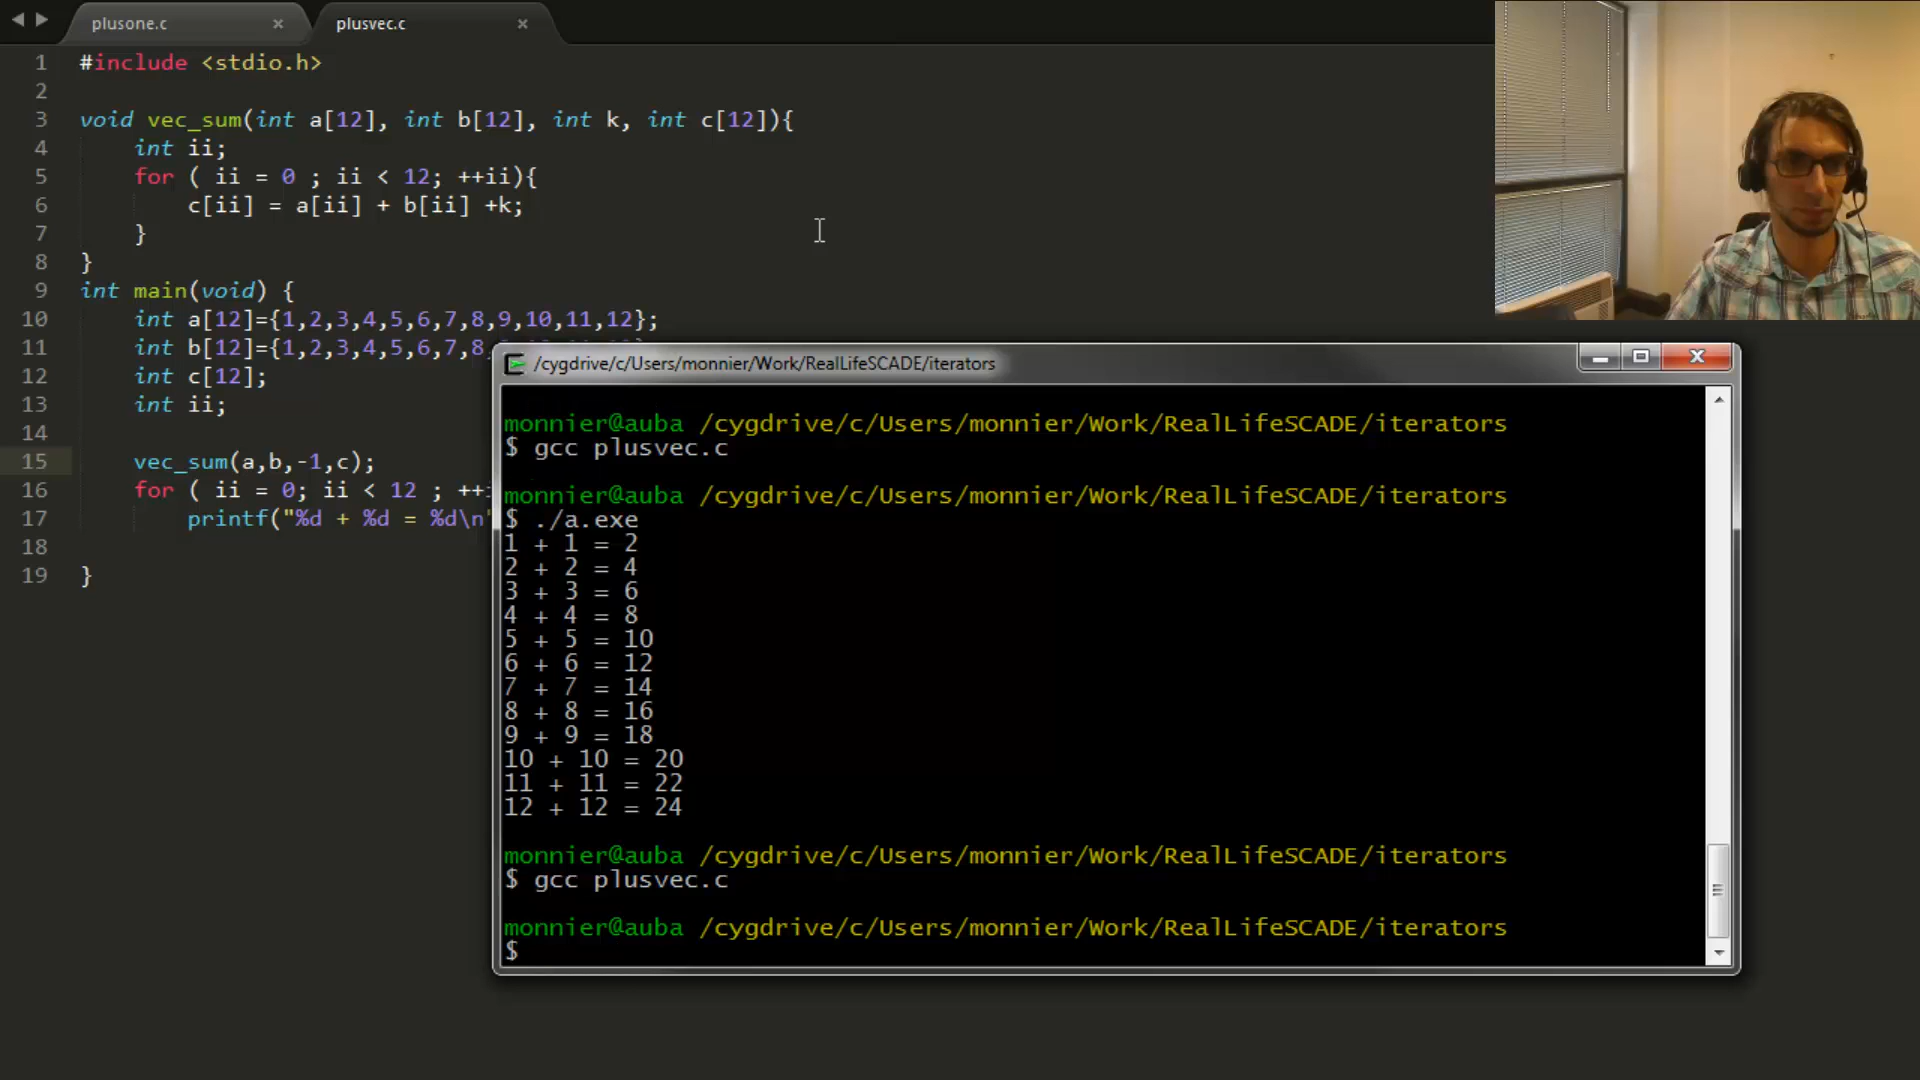 plusone.c
plusvec.c
1 #include <stdio.h>
2
3 void vec_sum(int a[12], int b[12], int k, int c[12]){
4 int ii;
5 for ( ii = 0 ; ii < 12; ++ii){
6 c[ii] = a[ii] + b[ii] +k;
7 }
8 }
9 int main(void) {
10 int a[12]={1,2,3,4,5,6,7,8,9,10,11,12};
11 int b[12]={1,2,3,4,5,6,7,8
12 int c[12];
13 int ii;
14
15 vec_sum(a,b,-1,c);
16 for ( ii = 0; ii < 12 ; ++
17 printf("%d + %d = %d\n"
18
19 }
/cygdrive/c/Users/monnier/Work/RealLifeSCADE/iterators
monnier@auba /cygdrive/c/Users/monnier/Work/RealLifeSCADE/iterators
$ gcc plusvec.c
monnier@auba /cygdrive/c/Users/monnier/Work/RealLifeSCADE/iterators
$ ./a.exe
1 + 1 = 2
2 + 2 = 4
3 + 3 = 6
4 + 4 = 8
5 + 5 = 10
6 + 6 = 12
7 + 7 = 14
8 + 8 = 16
9 + 9 = 18
10 + 10 = 20
11 + 11 = 22
12 + 12 = 24
monnier@auba /cygdrive/c/Users/monnier/Work/RealLifeSCADE/iterators
$ gcc plusvec.c
monnier@auba /cygdrive/c/Users/monnier/Work/RealLifeSCADE/iterators
$